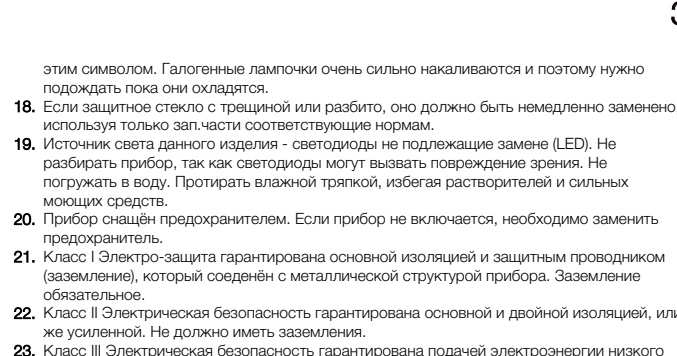 этим символом. Галогенные лампочки очень сильно накаливаются и поэтому нужно
подождать пока они охладятся.
18. Если защитное стекло с трещиной или разбито, оно должно быть немедленно заменено
используя только зап.части соответствующие нормам.
19. Источник света данного изделия - светодиоды не подлежащие замене (LED). Не
разбирать прибор, так как светодиоды могут вызвать повреждение зрения. Не
погружать в воду. Протирать влажной тряпкой, избегая растворителей и сильных
моющих средств.
20. Прибор снащён предохранителем. Если прибор не включается, необходимо заменить
предохранитель.
21. Класс I Электро-защита гарантирована основной изоляцией и защитным проводником
(заземление), который соеденён с металлической структурой прибора. Заземление
обязательное.
22. Класс II Электрическая безопасность гарантирована основной и двойной изоляцией, или
же усиленной. Не должно иметь заземления.
23. Класс III Электрическая безопасность гарантирована подачей электроэнергии низкого